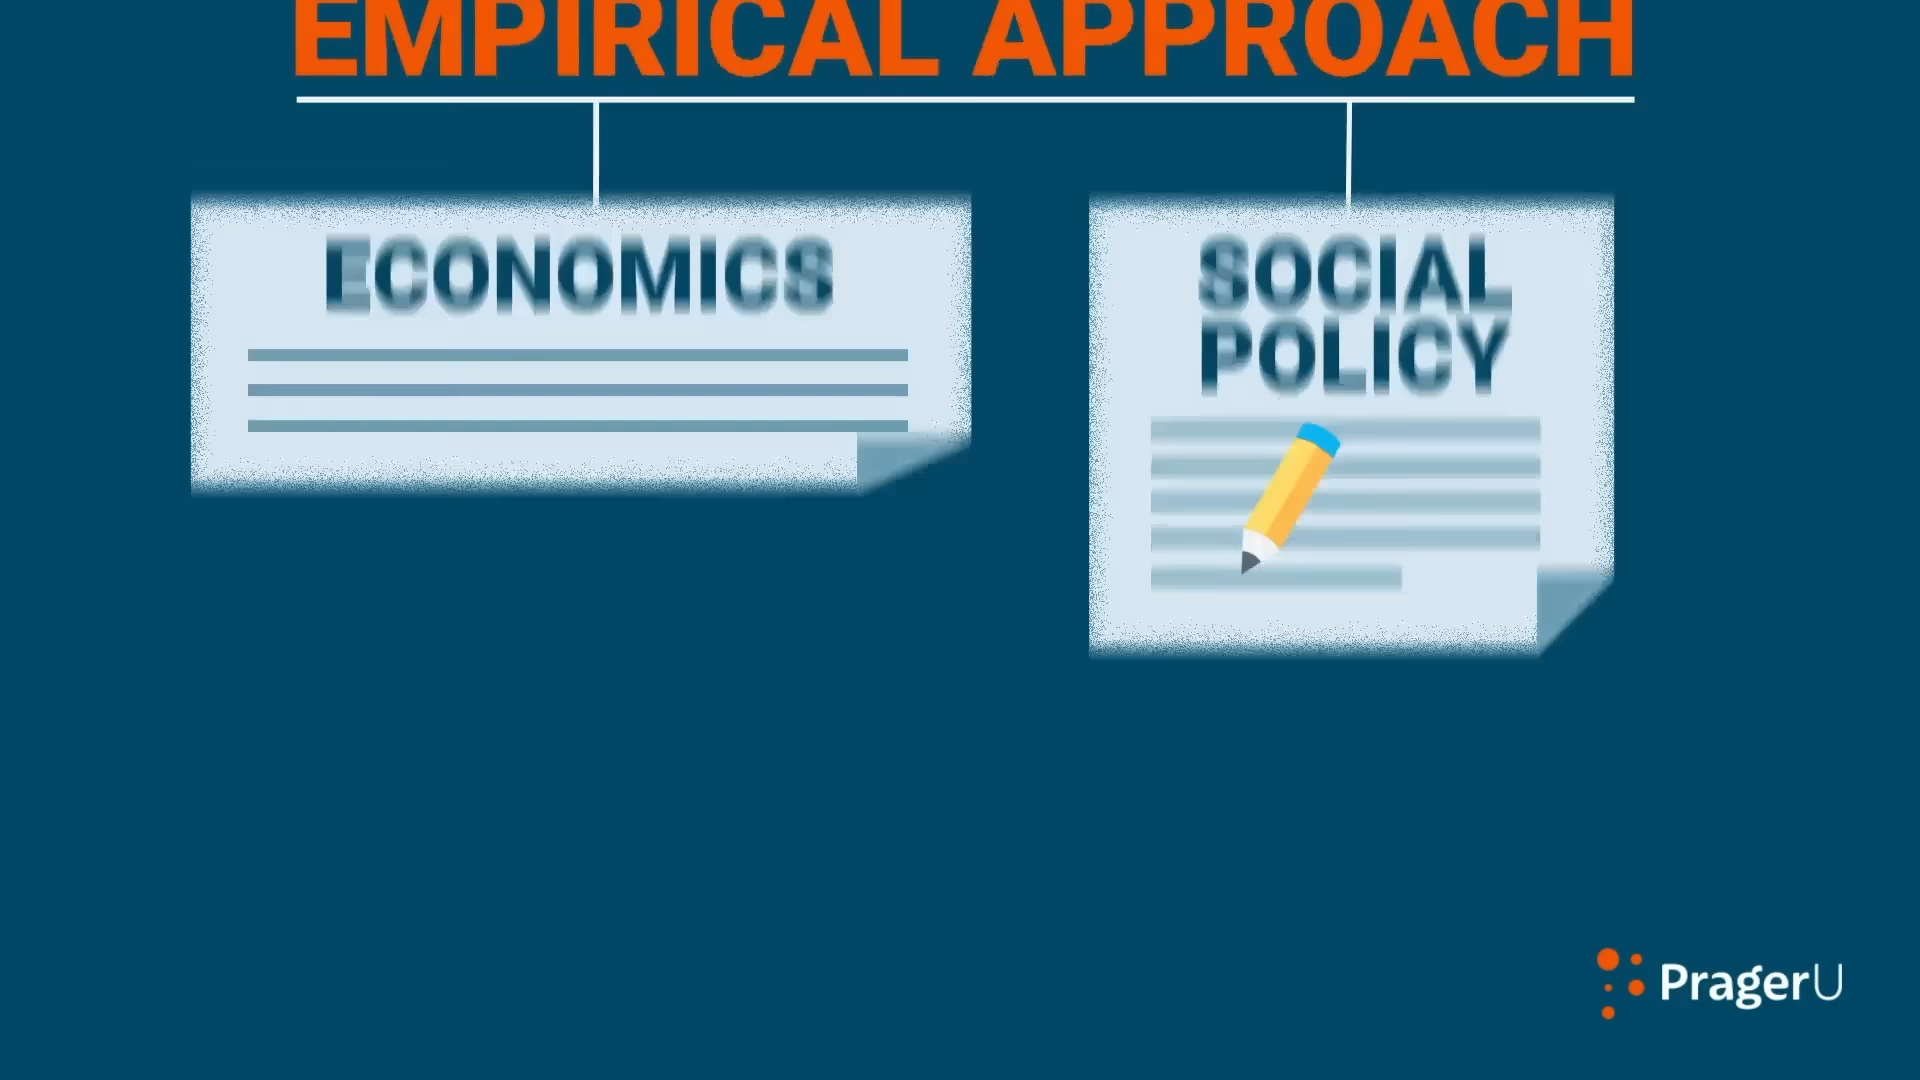 EMPIRICAL APPROACH
ECONOMICS
SOCIAL
POLICY
PragerU